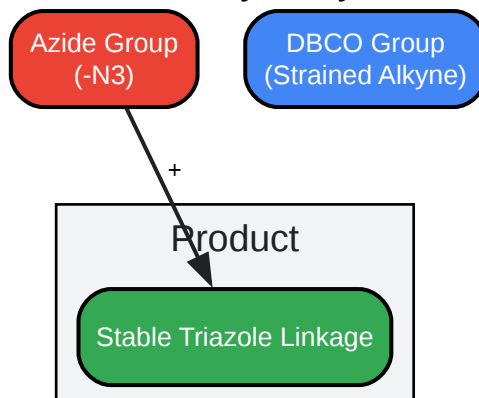 Azide Group
(-N3)
DBCO Group
(Strained Alkyne)
+
Product
Stable Triazole Linkage